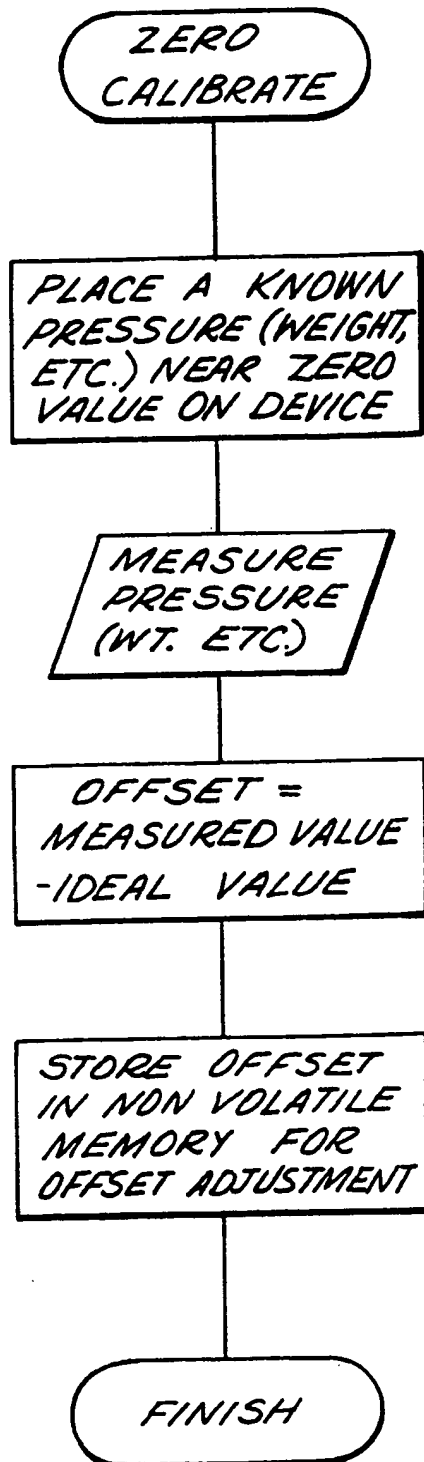 ZERO
CALIBRATE
PLACE A KNOWN
PRESSURE (WEIGHT,
ETC.) NEAR ZERO
VALUE ON DEVICE
MEASURE
PRESSURE
(WT. ETC.)
OFFSET =
MEASURED VALUE
-IDEAL VALUE
STORE OFFSET
IN NON VOLATILE
MEMORY FOR
OFFSET ADJUSTMENT
FINISH